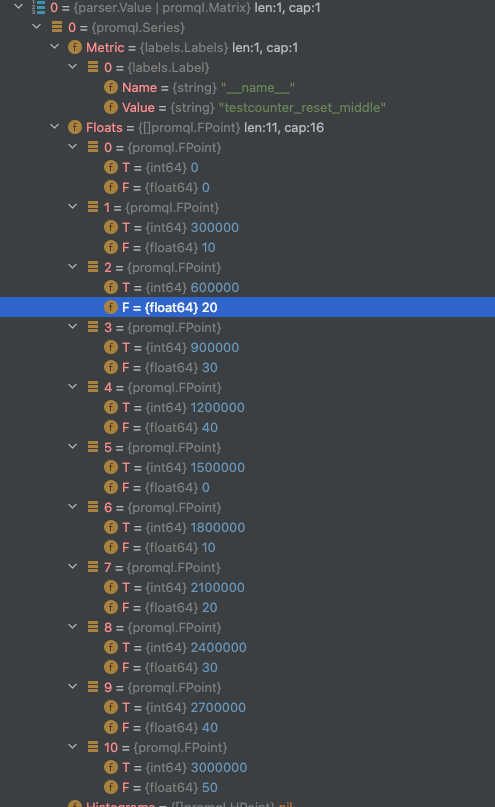 0 = {parser.Value | promql.Matrix} len:1, cap:1
0 = {promql.Series}
f Metric = {labels.Labels} len:1, cap:1
0 = {labels.Label}
f Name = {string} "__name__"
f Value = {string} "testcounter_reset_middle"
f Floats = {[]promql.FPoint} len:11, cap:16
0 = {promql.FPoint}
f T = {int64} 0
f F = {float64} 0
1 = {promql.FPoint}
f T = {int64} 300000
f F = {float64} 10
2 = {promql.FPoint}
f T = {int64} 600000
f F = {float64} 20
3 = {promql.FPoint}
f T = {int64} 900000
f F = {float64} 30
4 = {promql.FPoint}
f T = {int64} 1200000
f F = {float64} 40
5 = {promql.FPoint}
f T = {int64} 1500000
f F = {float64} 0
6 = {promql.FPoint}
f T = {int64} 1800000
f F = {float64} 10
7 = {promql.FPoint}
f T = {int64} 2100000
f F = {float64} 20
8 = {promql.FPoint}
f T = {int64} 2400000
f F = {float64} 30
9 = {promql.FPoint}
f T = {int64} 2700000
f F = {float64} 40
10 = {promql.FPoint}
f T = {int64} 3000000
f F = {float64} 50
Histograms = {[]promql.HPoint} nil